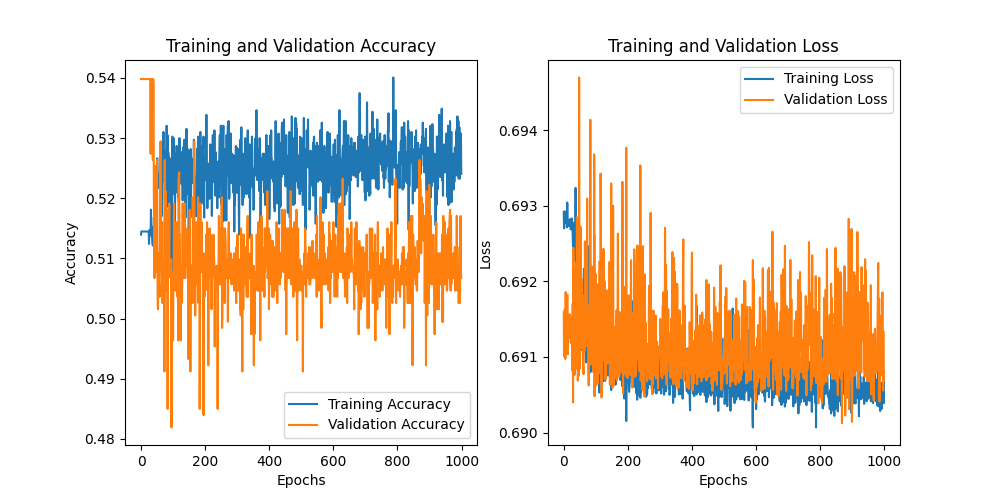 Training and Validation Accuracy
Accuracy
0.54
0.53
0.52
0.51
0.50
0.49
0.48
Training Accuracy
Validation Accuracy
0 200 400 600 800 1000
Epochs
Training and Validation Loss
Loss
0.694
0.693
0.692
0.691
0.690
Training Loss
Validation Loss
0 200 400 600 800 1000
Epochs